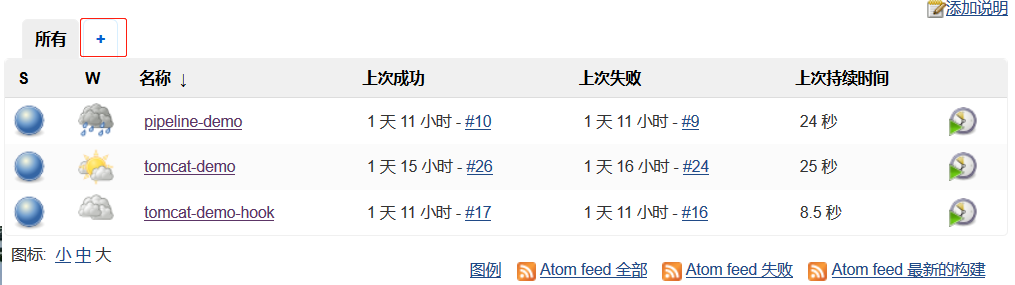 添加说明
所有 +
S W 名称 ↓ 上次成功 上次失败 上次持续时间
pipeline-demo 1 天 11 小时 - #10 1 天 11 小时 - #9 24 秒
tomcat-demo 1 天 15 小时 - #26 1 天 16 小时 - #24 25 秒
tomcat-demo-hook 1 天 11 小时 - #17 1 天 11 小时 - #16 8.5 秒
图标: 小 中 大
图例 Atom feed 全部 Atom feed 失败 Atom feed 最新的构建